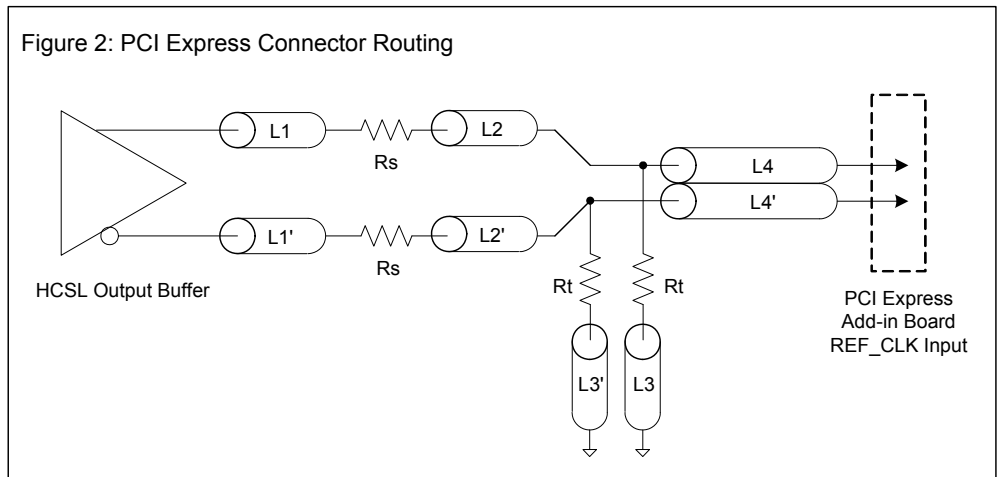 Figure 2: PCI Express Connector Routing
L1
Rs
L2
L4
L4'
L1'
Rs
L2'
HCSL Output Buffer
Rt
Rt
L3'
L3
PCI Express
Add-in Board
REF_CLK Input